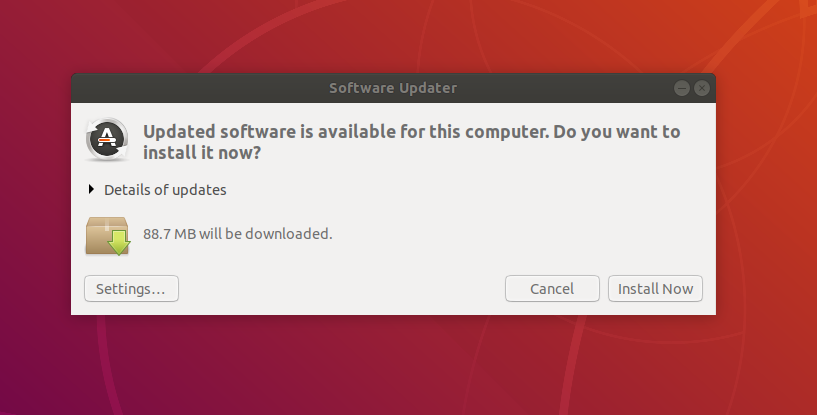 Software Updater
Updated software is available for this computer. Do you want to
install it now?
Details of updates
88.7 MB will be downloaded.
Settings...
Cancel
Install Now